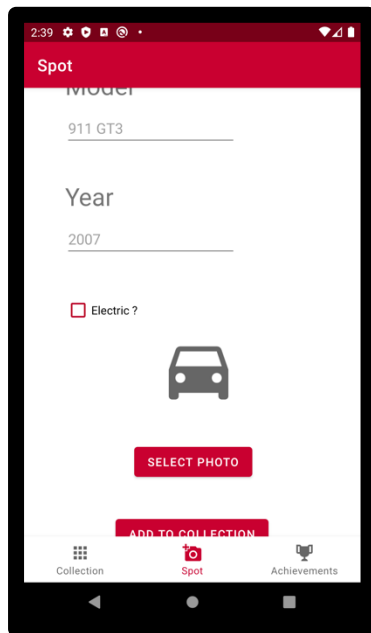 2:39
Spot
Model
911 GT3
Year
2007
Electric ?
SELECT PHOTO
ADD TO COLLECTION
Collection
Spot
Achievements